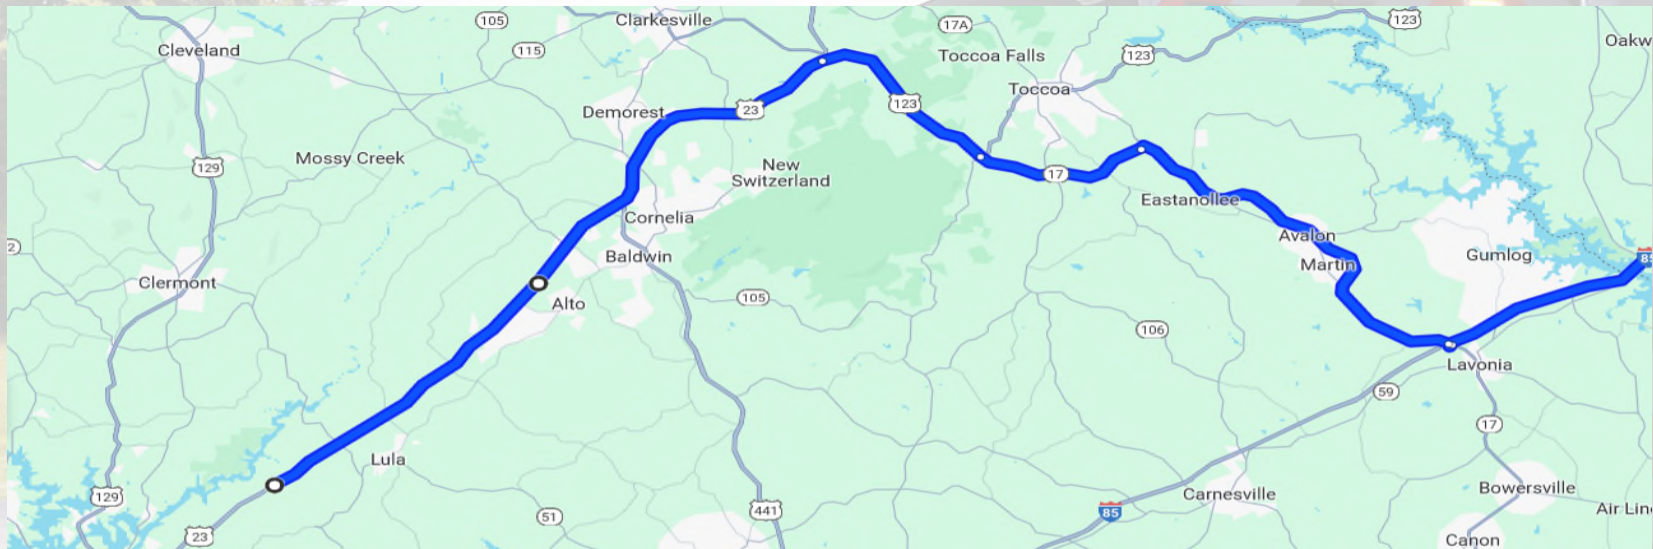 105
Clarkesville
17A
123
Cleveland
115
Toccoa Falls
123
Oakw
Toccoa
Demorest
23
123
129
Mossy Creek
New
Switzerland
17
Eastanollee
Cornelia
Avalon
2
Baldwin
Martin
Gumlog
85
Clermont
Alto
105
106
Lavonia
59
17
Lula
129
Carnesville
Bowersville
51
441
85
Air Lin
23
Canon